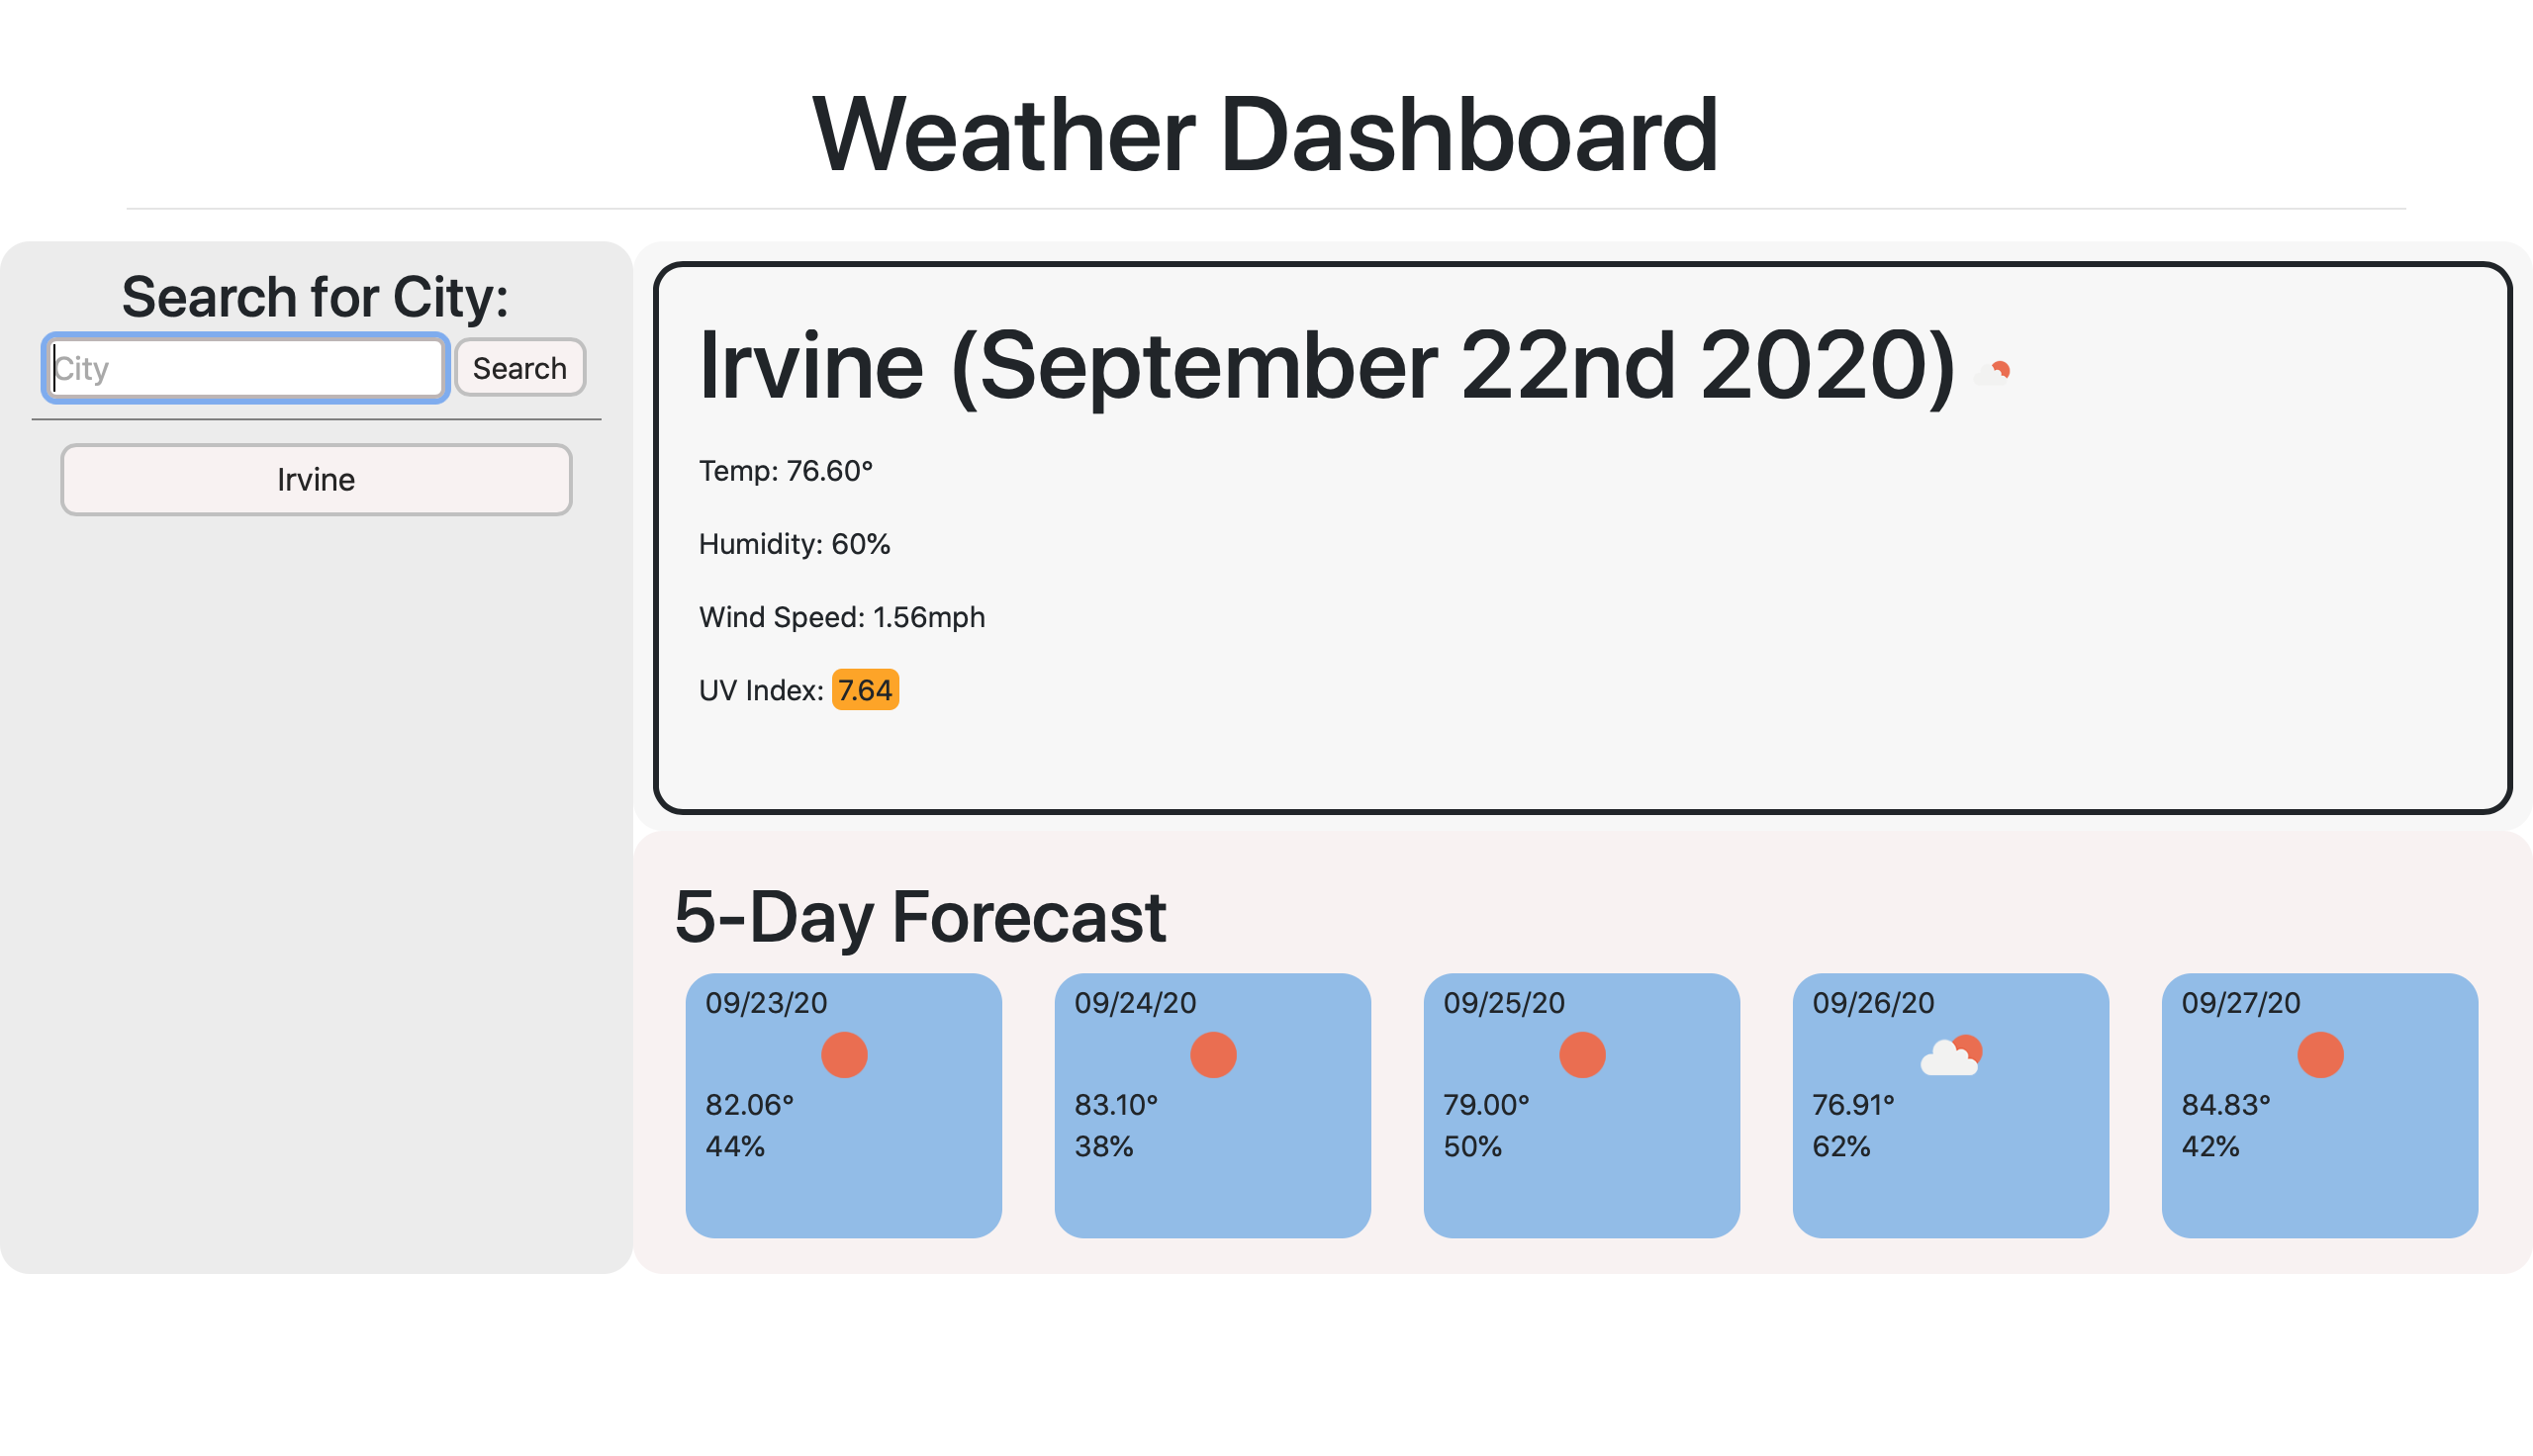 Weather Dashboard
Search for City:
City
Search
Irvine
Irvine (September 22nd 2020)
Temp: 76.60°
Humidity: 60%
Wind Speed: 1.56mph
UV Index: 7.64
5-Day Forecast
09/23/20
82.06°
44%
09/24/20
83.10°
38%
09/25/20
79.00°
50%
09/26/20
76.91°
62%
09/27/20
84.83°
42%